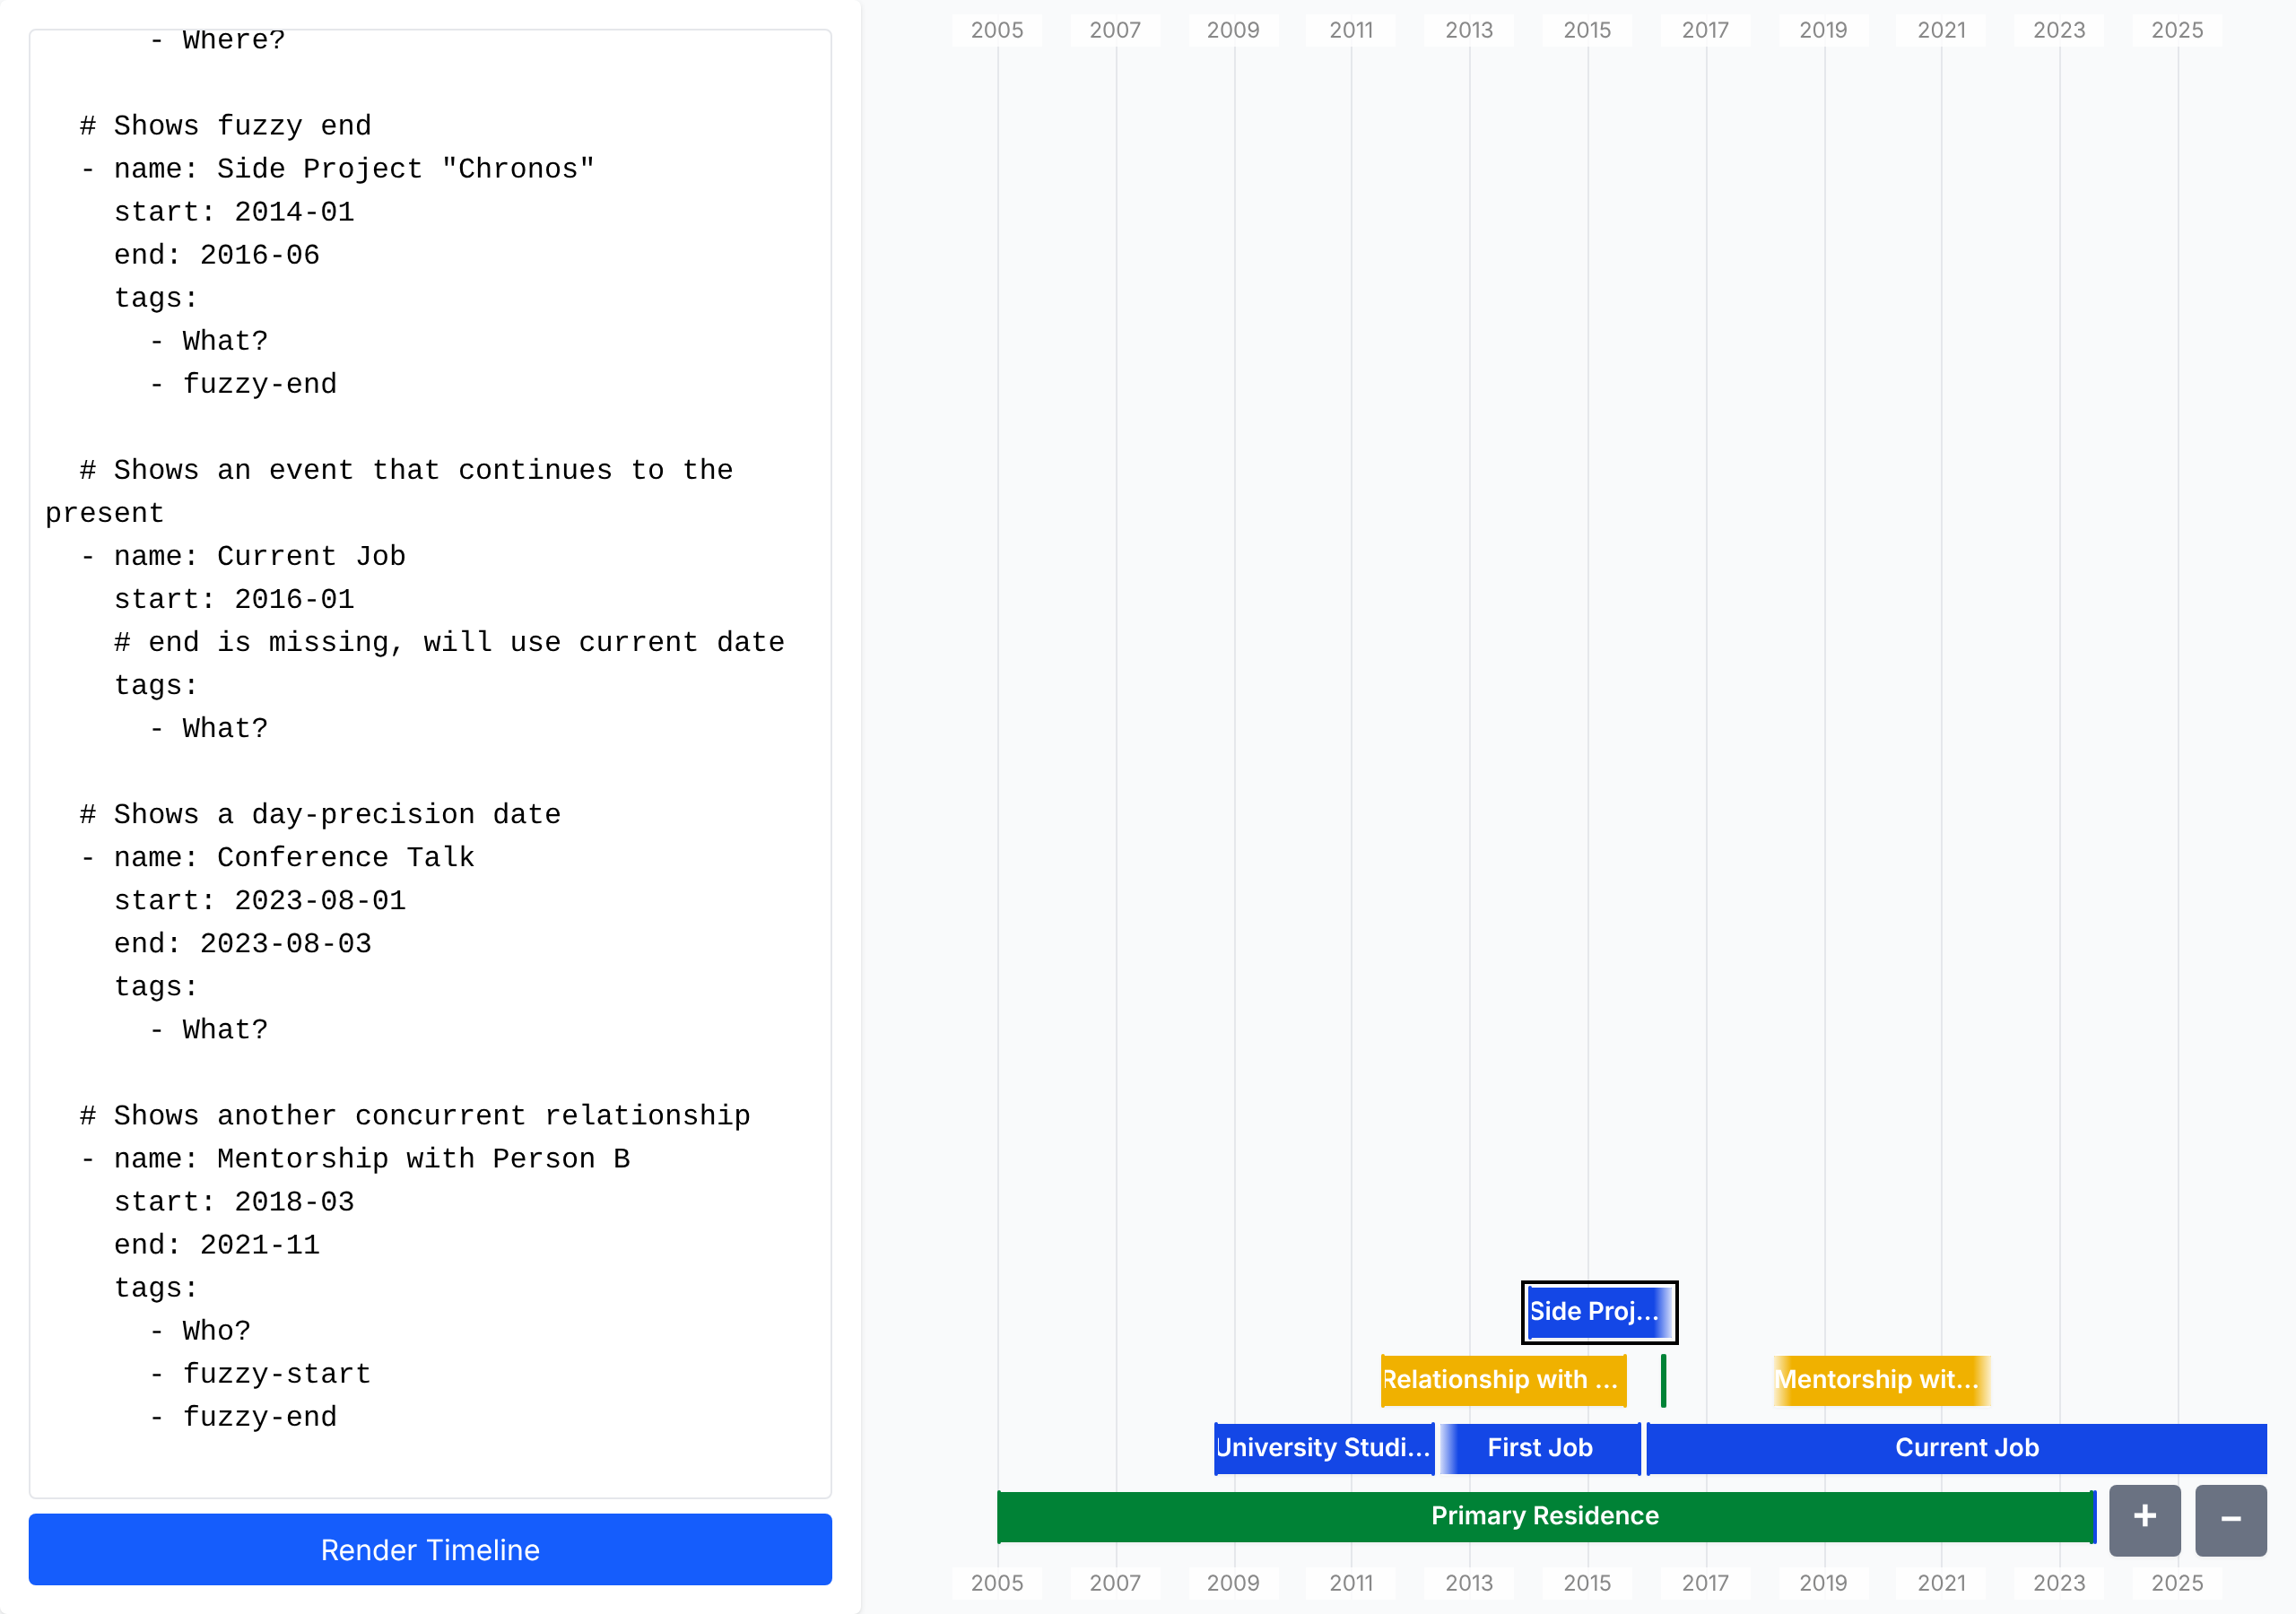 - Where?
# Shows fuzzy end
- name: Side Project "Chronos"
start: 2014-01
end: 2016-06
tags:
- What?
- fuzzy-end
# Shows an event that continues to the
present
- name: Current Job
start: 2016-01
# end is missing, will use current date
tags:
- What?
# Shows a day-precision date
- name: Conference Talk
start: 2023-08-01
end: 2023-08-03
tags:
- What?
# Shows another concurrent relationship
- name: Mentorship with Person B
start: 2018-03
end: 2021-11
tags:
- Who?
- fuzzy-start
- fuzzy-end
Render Timeline
2005 2007 2009 2011 2013 2015 2017 2019 2021 2023 2025
Side Proj...
Relationship with ... Mentorship wit...
University Studi... First Job Current Job
Primary Residence + −
2005 2007 2009 2011 2013 2015 2017 2019 2021 2023 2025